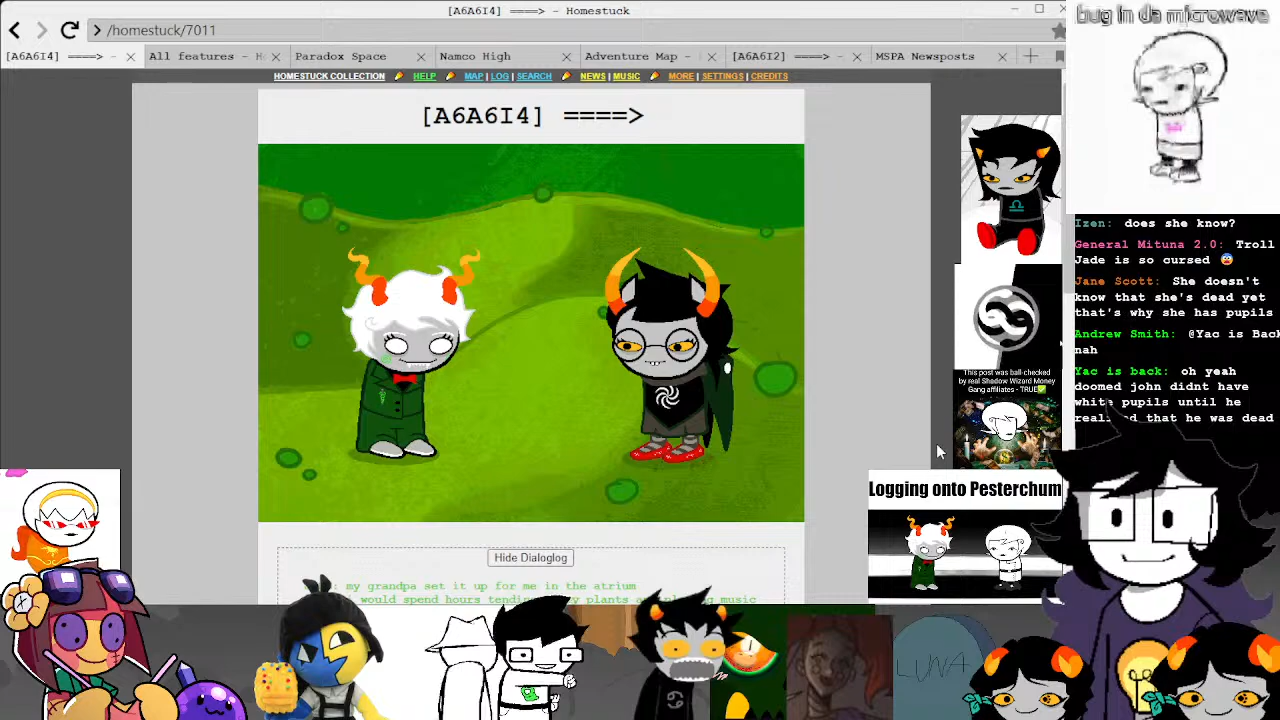 [A6A6I4] ====> - Homestuck
bug in da microwave
/homestuck/7011
[A6A6I4] ====> -
All features - Ho
Paradox Space
Namco High
Adventure Map -
[A6A6I2] ====> -
MSPA Newsposts
HOMESTUCK COLLECTION HELP MAP | LOG | SEARCH NEWS | MUSIC MORE | SETTINGS | CREDITS
[A6A6I4] ====>
Izen: does she know?
General Mituna 2.0: Troll
Jade is so cursed 😨
Jane Scott: She doesn't
know that she's dead yet
that's why she has pupils
Andrew Smith: @Yac is Back
nah
Yac is back: oh yeah
doomed john didnt have
white pupils until he
he was dead
This post was ball-checked
by real Shadow Wizard Money
Gang affiliates - TRUE✅
Logging onto Pesterchum
Hide Dialoglog
my grandpa set it up for me in the atrium
would spend hours
plants
music
LUNA